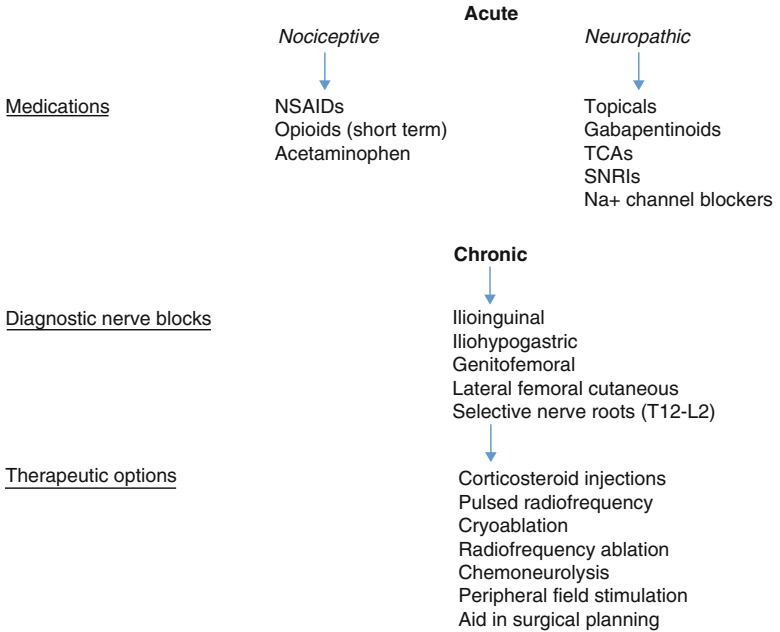 Acute
Nociceptive Neuropathic
Medications NSAIDs Topicals
Opioids (short term) Gabapentinoids
Acetaminophen TCAs
SNRIs
Na+ channel blockers
Chronic
Diagnostic nerve blocks Ilioinguinal
Iliohypogastric
Genitofemoral
Lateral femoral cutaneous
Selective nerve roots (T12-L2)
Therapeutic options Corticosteroid injections
Pulsed radiofrequency
Cryoablation
Radiofrequency ablation
Chemoneurolysis
Peripheral field stimulation
Aid in surgical planning